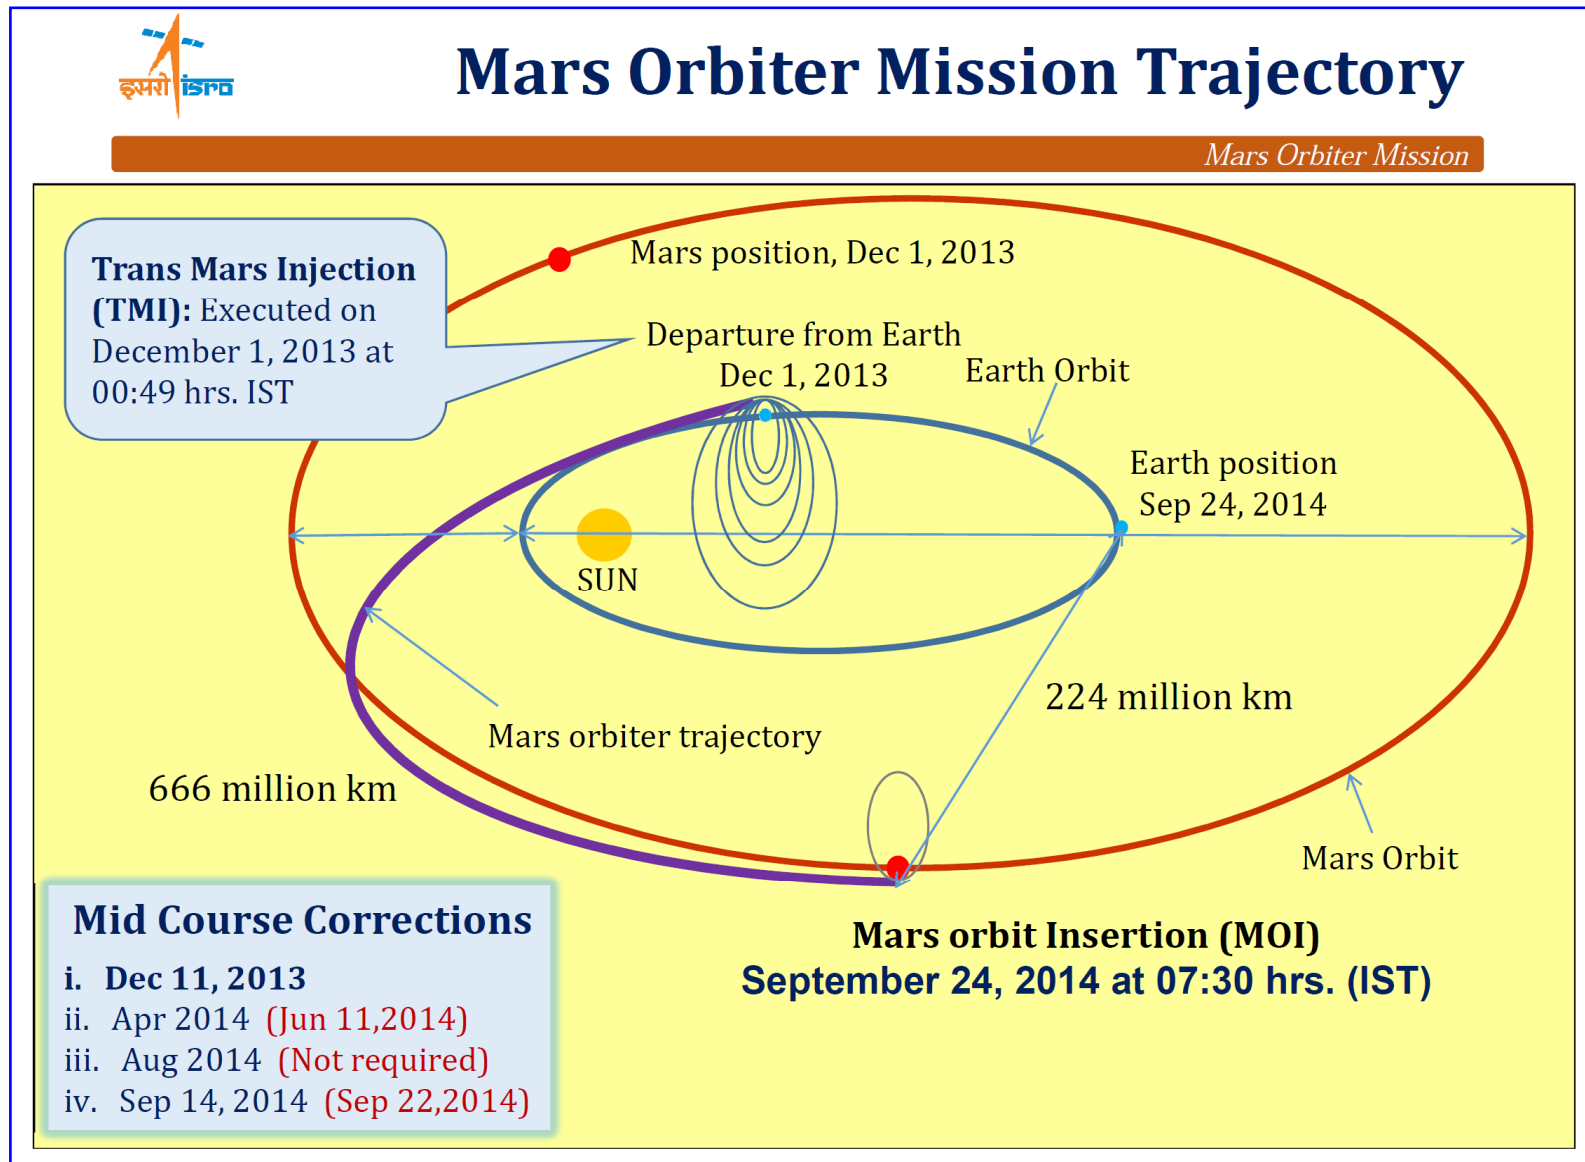 इसरो isro
Mars Orbiter Mission Trajectory
Mars Orbiter Mission
Trans Mars Injection
(TMI): Executed on
December 1, 2013 at
00:49 hrs. IST
Mars position, Dec 1, 2013
Departure from Earth
Dec 1, 2013
Earth Orbit
Earth position
Sep 24, 2014
SUN
224 million km
Mars orbiter trajectory
666 million km
Mars Orbit
Mars orbit Insertion (MOI)
September 24, 2014 at 07:30 hrs. (IST)
Mid Course Corrections
i. Dec 11, 2013
ii. Apr 2014 (Jun 11,2014)
iii. Aug 2014 (Not required)
iv. Sep 14, 2014 (Sep 22,2014)